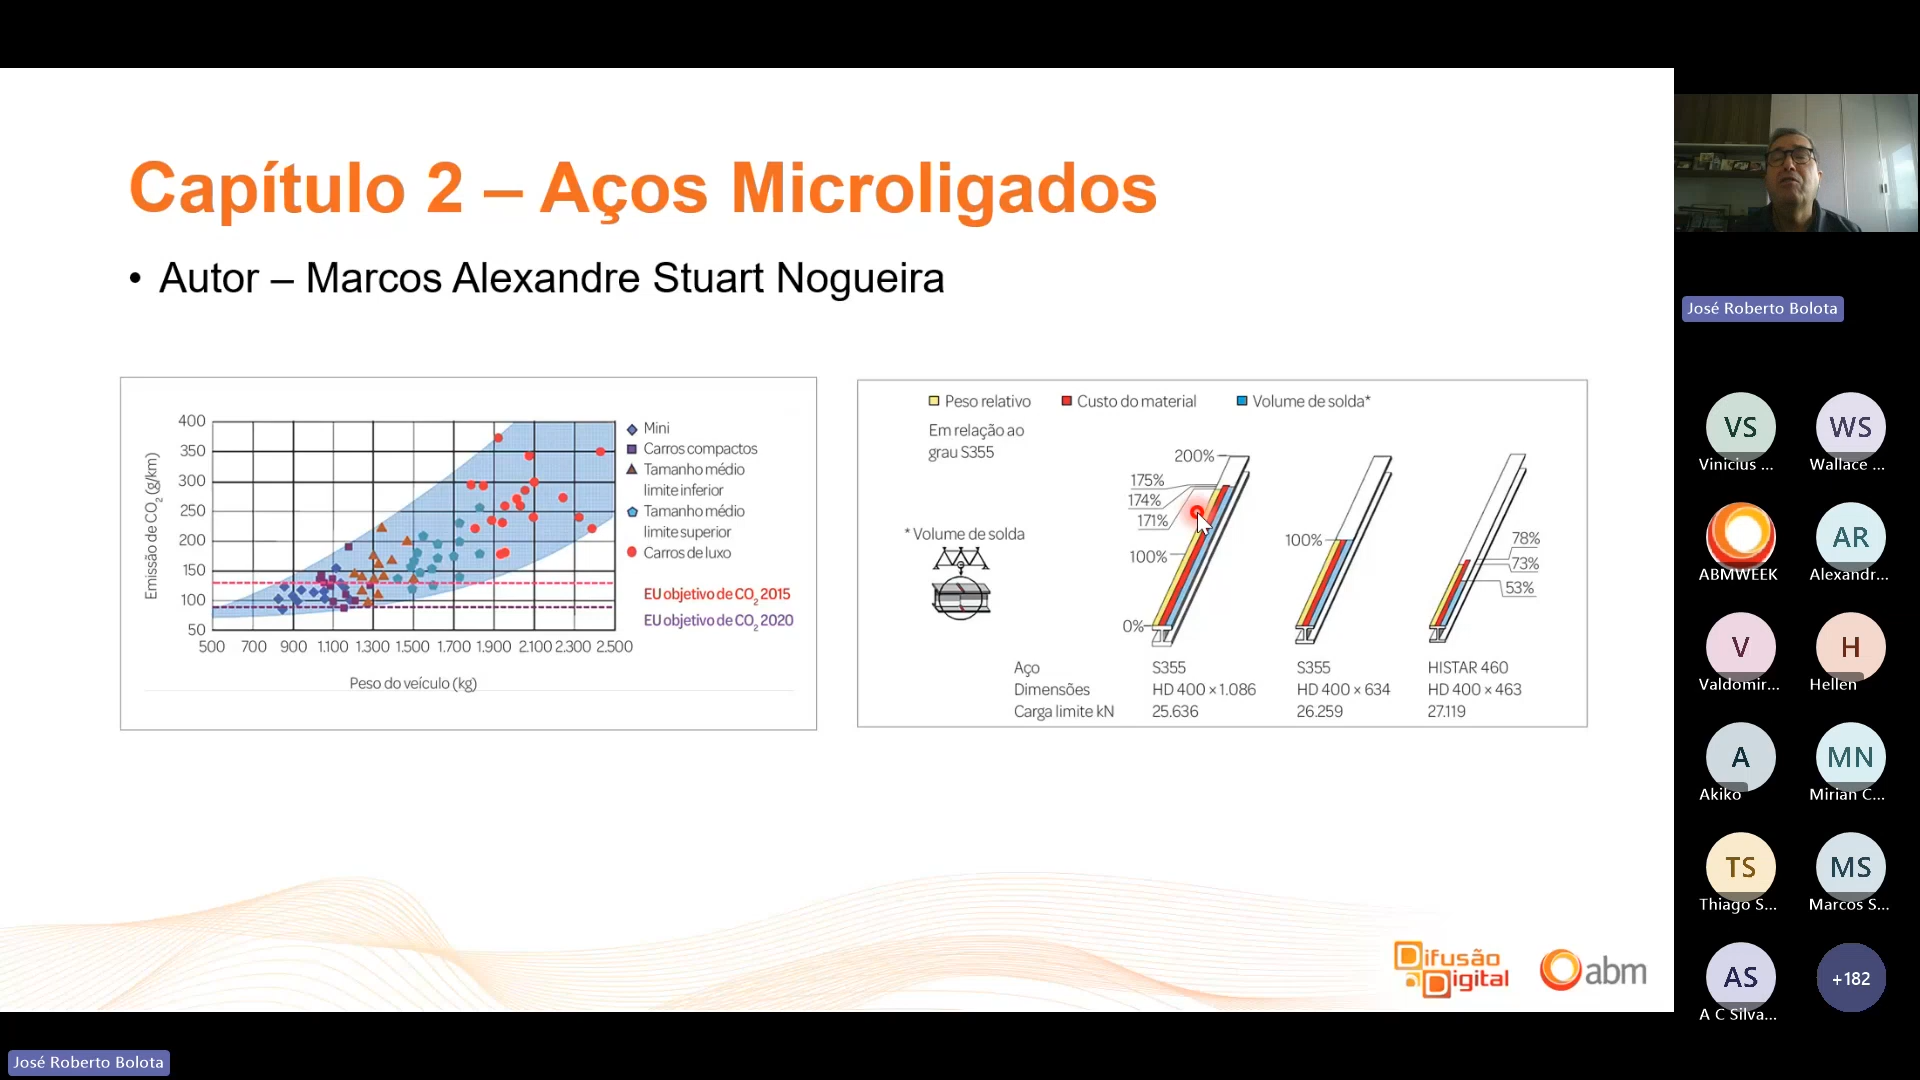 Capítulo 2 – Aços Microligados
• Autor – Marcos Alexandre Stuart Nogueira
400
350
300
250
200
150
100
50
Emissão de CO2 (g/km)
500 700 900 1.100 1.300 1.500 1.700 1.900 2.100 2.300 2.500
Peso do veículo (kg)
Mini
Carros compactos
Tamanho médio
limite inferior
Tamanho médio
limite superior
Carros de luxo
EU objetivo de CO2 2015
EU objetivo de CO2 2020
Peso relativo Custo do material Volume de solda*
Em relação ao
grau S355
* Volume de solda
200%
175%
174%
171%
100%
0%
100%
78%
73%
53%
Aço S355 S355 HISTAR 460
Dimensões HD 400 × 1.086 HD 400 × 634 HD 400 × 463
Carga limite kN 25.636 26.259 27.119
Difusão
Digital
abm
José Roberto Bolota
VS WS
Vinicius ... Wallace ...
AR
ABMWEEK Alexandr...
V H
Valdomir... Hellen
A MN
Akiko Mirian C...
TS MS
Thiago S... Marcos S...
AS +182
A C Silva...
José Roberto Bolota